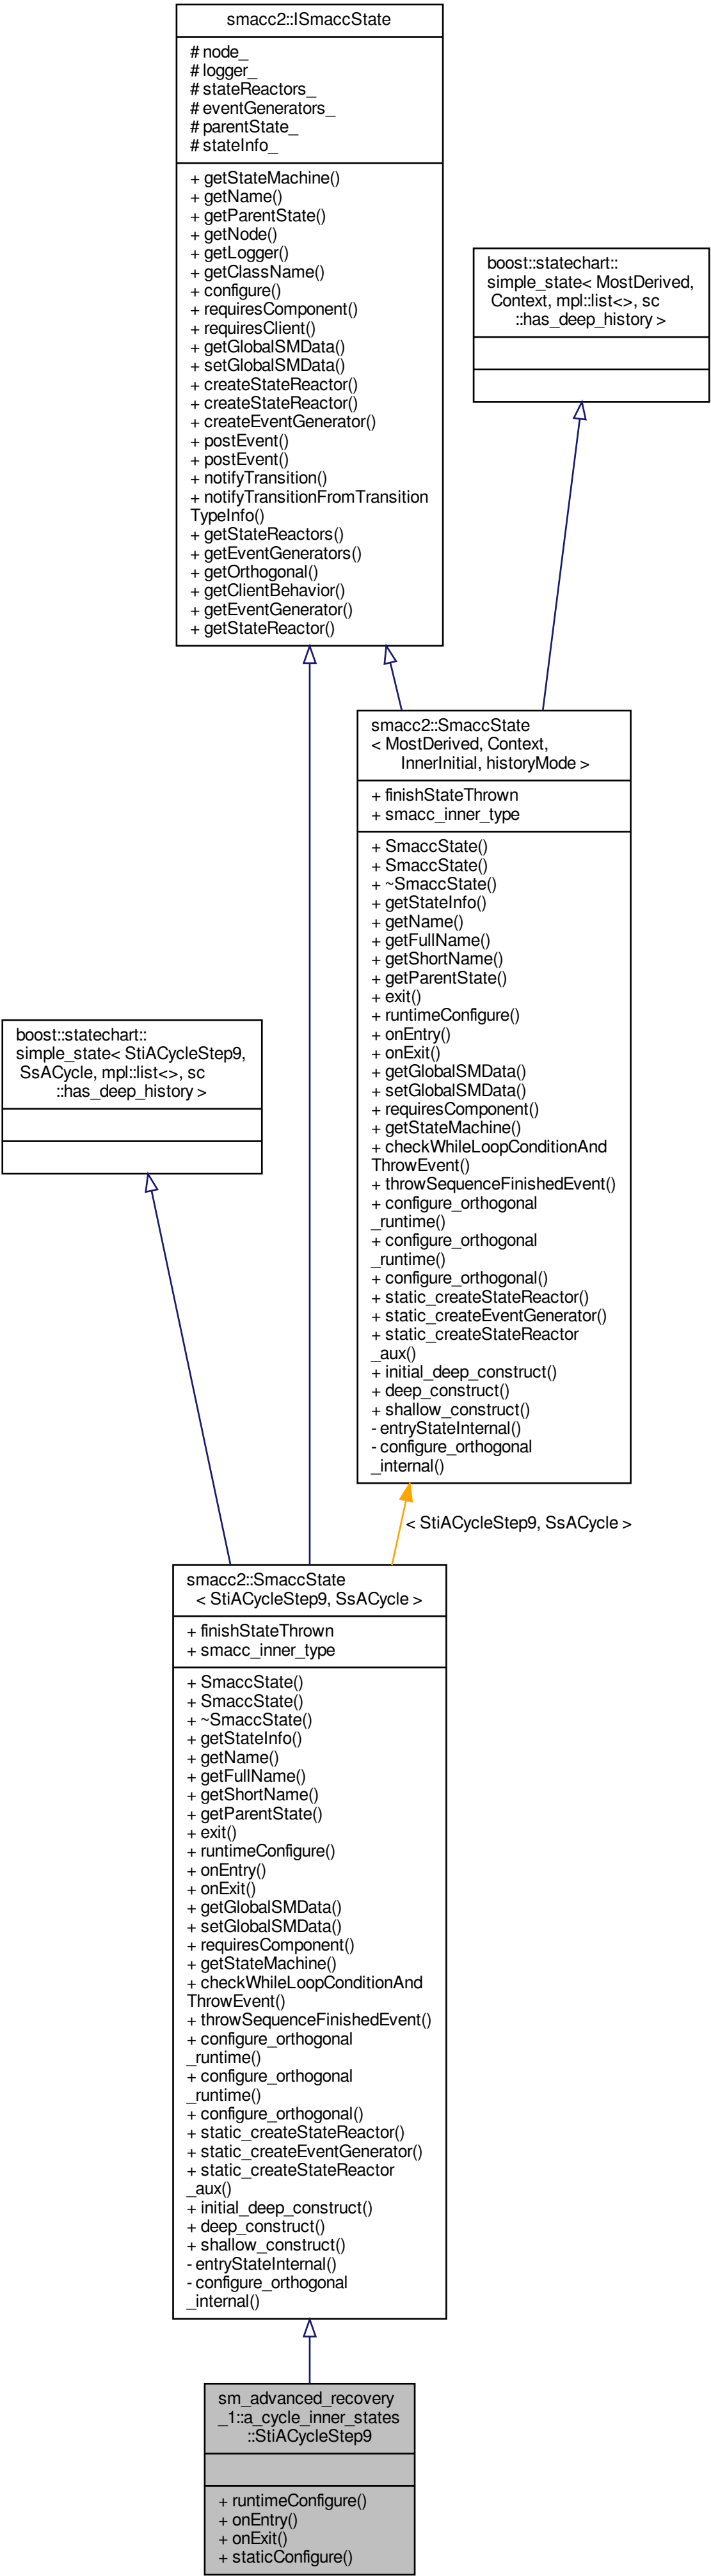 smacc2::ISmaccState
# node_
# logger_
# stateReactors_
# eventGenerators_
# parentState_
# stateInfo_
+ getStateMachine()
+ getName()
+ getParentState()
+ getNode()
+ getLogger()
+ getClassName()
+ configure()
+ requiresComponent()
+ requiresClient()
+ getGlobalSMData()
+ setGlobalSMData()
+ createStateReactor()
+ createStateReactor()
+ createEventGenerator()
+ postEvent()
+ postEvent()
+ notifyTransition()
+ notifyTransitionFromTransition
TypeInfo()
+ getStateReactors()
+ getEventGenerators()
+ getOrthogonal()
+ getClientBehavior()
+ getEventGenerator()
+ getStateReactor()
boost::statechart::
simple_state< MostDerived,
Context, mpl::list<>, sc
::has_deep_history >
smacc2::SmaccState
< MostDerived, Context,
InnerInitial, historyMode >
+ finishStateThrown
+ smacc_inner_type
+ SmaccState()
+ SmaccState()
+ ~SmaccState()
+ getStateInfo()
+ getName()
+ getFullName()
+ getShortName()
+ getParentState()
+ exit()
+ runtimeConfigure()
+ onEntry()
+ onExit()
+ getGlobalSMData()
+ setGlobalSMData()
+ requiresComponent()
+ getStateMachine()
+ checkWhileLoopConditionAnd
ThrowEvent()
+ throwSequenceFinishedEvent()
+ configure_orthogonal
_runtime()
+ configure_orthogonal
_runtime()
+ configure_orthogonal()
+ static_createStateReactor()
+ static_createEventGenerator()
+ static_createStateReactor
_aux()
+ initial_deep_construct()
+ deep_construct()
+ shallow_construct()
- entryStateInternal()
- configure_orthogonal
_internal()
boost::statechart::
simple_state< StiACycleStep9,
SsACycle, mpl::list<>, sc
::has_deep_history >
< StiACycleStep9, SsACycle >
smacc2::SmaccState
< StiACycleStep9, SsACycle >
+ finishStateThrown
+ smacc_inner_type
+ SmaccState()
+ SmaccState()
+ ~SmaccState()
+ getStateInfo()
+ getName()
+ getFullName()
+ getShortName()
+ getParentState()
+ exit()
+ runtimeConfigure()
+ onEntry()
+ onExit()
+ getGlobalSMData()
+ setGlobalSMData()
+ requiresComponent()
+ getStateMachine()
+ checkWhileLoopConditionAnd
ThrowEvent()
+ throwSequenceFinishedEvent()
+ configure_orthogonal
_runtime()
+ configure_orthogonal
_runtime()
+ configure_orthogonal()
+ static_createStateReactor()
+ static_createEventGenerator()
+ static_createStateReactor
_aux()
+ initial_deep_construct()
+ deep_construct()
+ shallow_construct()
- entryStateInternal()
- configure_orthogonal
_internal()
sm_advanced_recovery
_1::a_cycle_inner_states
::StiACycleStep9
+ runtimeConfigure()
+ onEntry()
+ onExit()
+ staticConfigure()